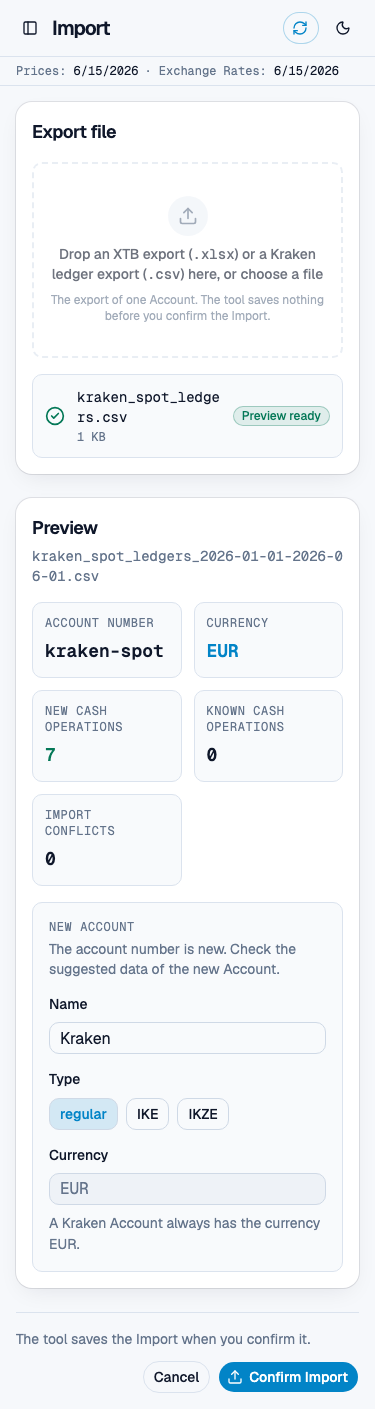 Import
Prices: 6/15/2026 · Exchange Rates: 6/15/2026
Export file
Drop an XTB export (.xlsx) or a Kraken
ledger export (.csv) here, or choose a file
The export of one Account. The tool saves nothing
before you confirm the Import.
kraken_spot_ledge
rs.csv
1 KB
Preview ready
Preview
kraken_spot_ledgers_2026-01-01-2026-0
6-01.csv
ACCOUNT NUMBER
kraken-spot
CURRENCY
EUR
NEW CASH
OPERATIONS
7
KNOWN CASH
OPERATIONS
0
IMPORT
CONFLICTS
0
NEW ACCOUNT
The account number is new. Check the
suggested data of the new Account.
Name
Kraken
Type
regular IKE IKZE
Currency
EUR
A Kraken Account always has the currency
EUR.
The tool saves the Import when you confirm it.
Cancel Confirm Import